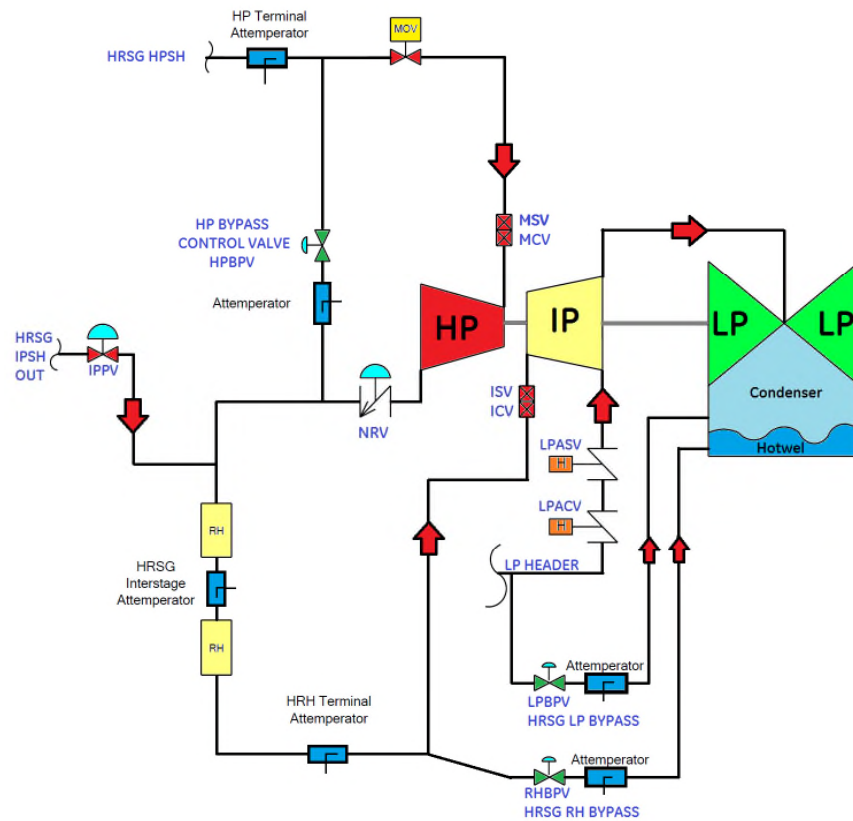 HP Terminal
Attemperator
MOV
HRSG HPSH
MSV
MCV
HP BYPASS
CONTROL VALVE
HPBPV
Attemperator
HRSG
IPSH
OUT
IPPV
HP
IP
LP
LP
Condenser
Hotwel
NRV
ISV
ICV
LPASV
H
LPACV
H
LP HEADER
RH
HRSG
Interstage
Attemperator
RH
HRH Terminal
Attemperator
Attemperator
LPBPV
HRSG LP BYPASS
Attemperator
RHBPV
HRSG RH BYPASS